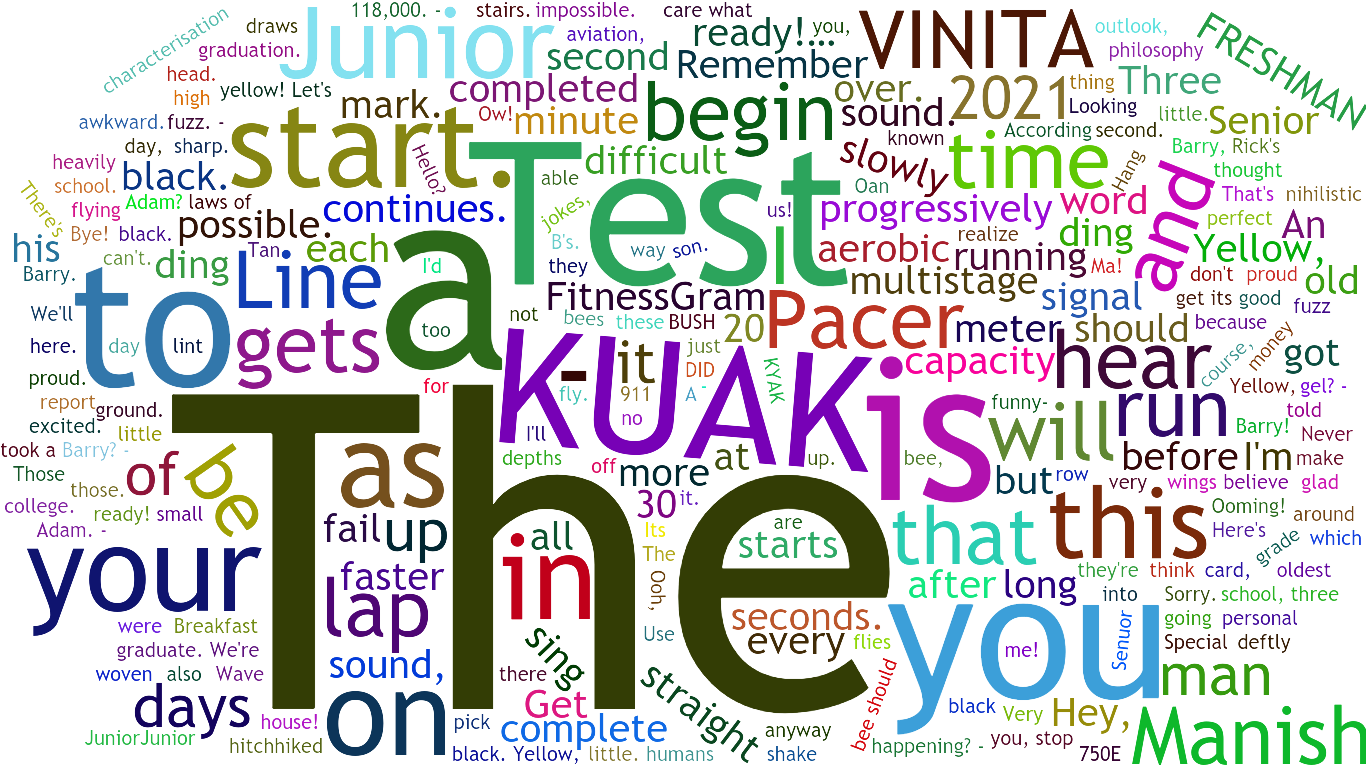 118,000. -
stairs.
impossible.
care what
outlook,
FRESHMAN
characterisation
draws
Junior
aviation,
ready!...
you,
VINITA
philosophy
graduation.
second
Remember
thing
Three
head.
yellow! Let's
completed
over.
2021
high
mark.
Ow!
minute
begin
sound.
Looking
little.
Senior
awkward.
fuzz. -
start.
known
According
second.
day,
sharp.
Hello?
Test
difficult
slowly
time
Hang
Barry,
Rick's
heavily
black.
able
Oan
thought
school.
There's
Adam?
laws of
jokes,
us!
progressively
word
and
That's
nihilistic
flying
possible.
continues.
perfect
An
Bye!
black.
B's.
way
son.
realize
ding
his
can't.
Tan
each
they
It
aerobic
running
Ma!
Yellow,
Barry.
ding
Line
I'd
a
multistage
don't
proud
old
to
FitnessGram
signal
get its
good
We'll
not
bees
these
BUSH
20
Pacer
meter
should
because
fuzz
here.
day
lint
gets
too
KUAK
-
it
just
DID
KYAK
capacity
hear
course,
money
got
proud.
for
fly.
911
A -
is
run
Yellow,
gel? -
report
ground.
The
no
funny-
will
told
excited.
little
I'll
Barry!
Never
took a
Barry? -
be
as
depths
off
more
at
up.
bee,
but
row
before
I'm
make
Those
of
very
wings
believe
glad
those.
30
it.
this
college.
ready!
small
fail
up
all
are
that
Ooming!
around
Adam. -
in
Its
starts
Here's
which
your
faster
The
after
long
they're
think
card,
grade
oldest
lap
Ooh,
seconds.
into
Sorry.
school,
three
were
Breakfast
sing
Use
every
flies
you
me!
Senuor
going
personal
graduate.
We're
sound,
Special
deftly
woven
also
Wave
there
straight
man
days
on
Get
bee should
black
Very
Hey,
Manish
house!
pick
complete
anyway
JuniorJunior
hitchhiked
happening? -
you, stop
black.
Yellow,
little.
humans
shake
750E